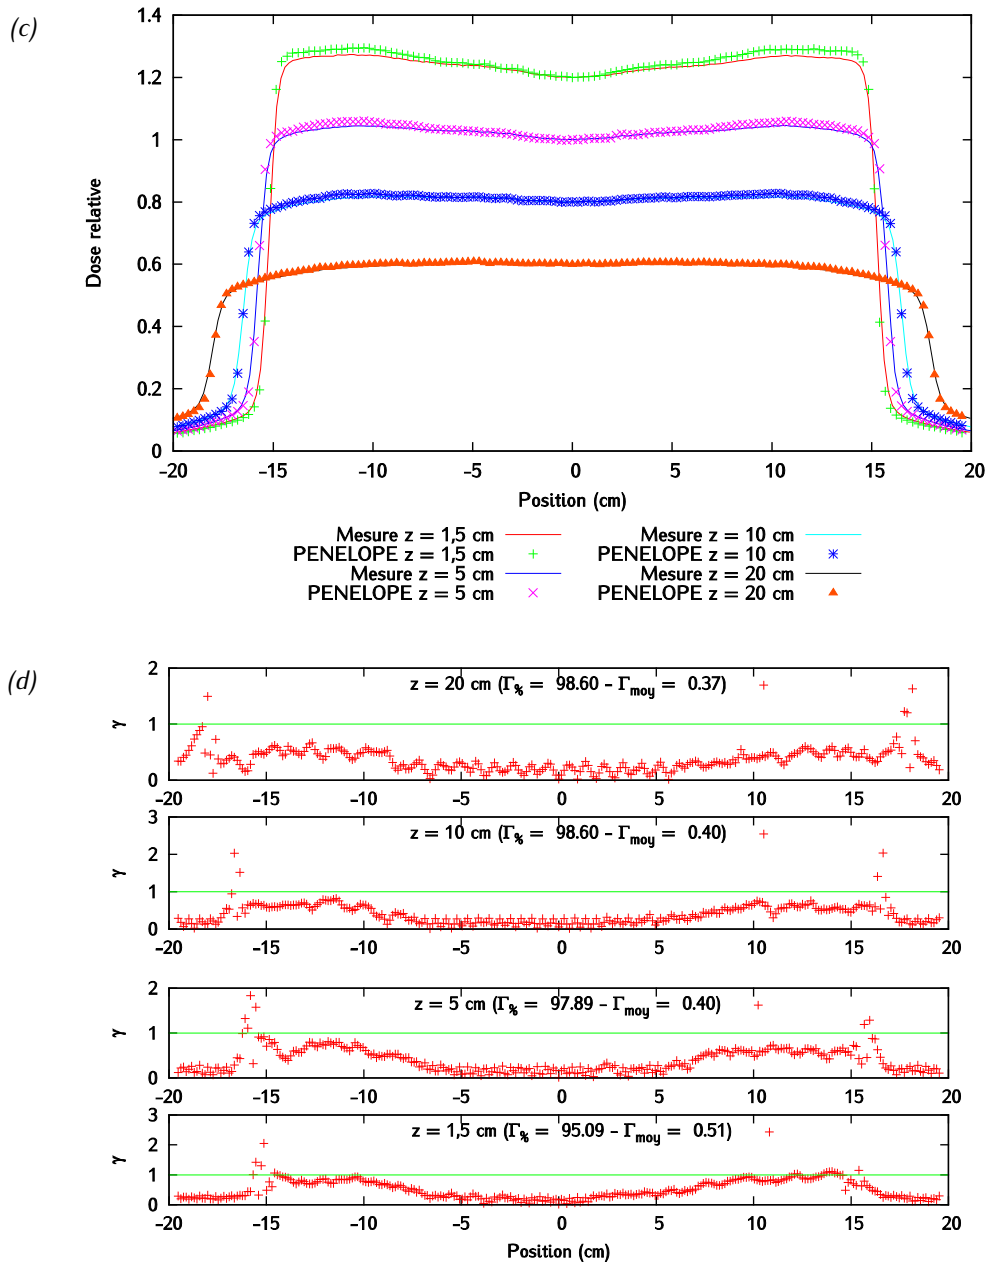 (c)
1.4
1.2
1
0.8
0.6
0.4
0.2
0
Dose relative
-20 -15 -10 -5 0 5 10 15 20
Position (cm)
Mesure z = 1,5 cm
PENELOPE z = 1,5 cm
Mesure z = 5 cm
PENELOPE z = 5 cm
Mesure z = 10 cm
PENELOPE z = 10 cm
Mesure z = 20 cm
PENELOPE z = 20 cm
(d)
2
1
0
γ
z = 20 cm (Γ% = 98.60 - Γmoy = 0.37)
-20 -15 -10 -5 0 5 10 15 20
3
2
1
0
γ
z = 10 cm (Γ% = 98.60 - Γmoy = 0.40)
-20 -15 -10 -5 0 5 10 15 20
2
1
0
γ
z = 5 cm (Γ% = 97.89 - Γmoy = 0.40)
-20 -15 -10 -5 0 5 10 15 20
3
2
1
0
γ
z = 1,5 cm (Γ% = 95.09 - Γmoy = 0.51)
-20 -15 -10 -5 0 5 10 15 20
Position (cm)